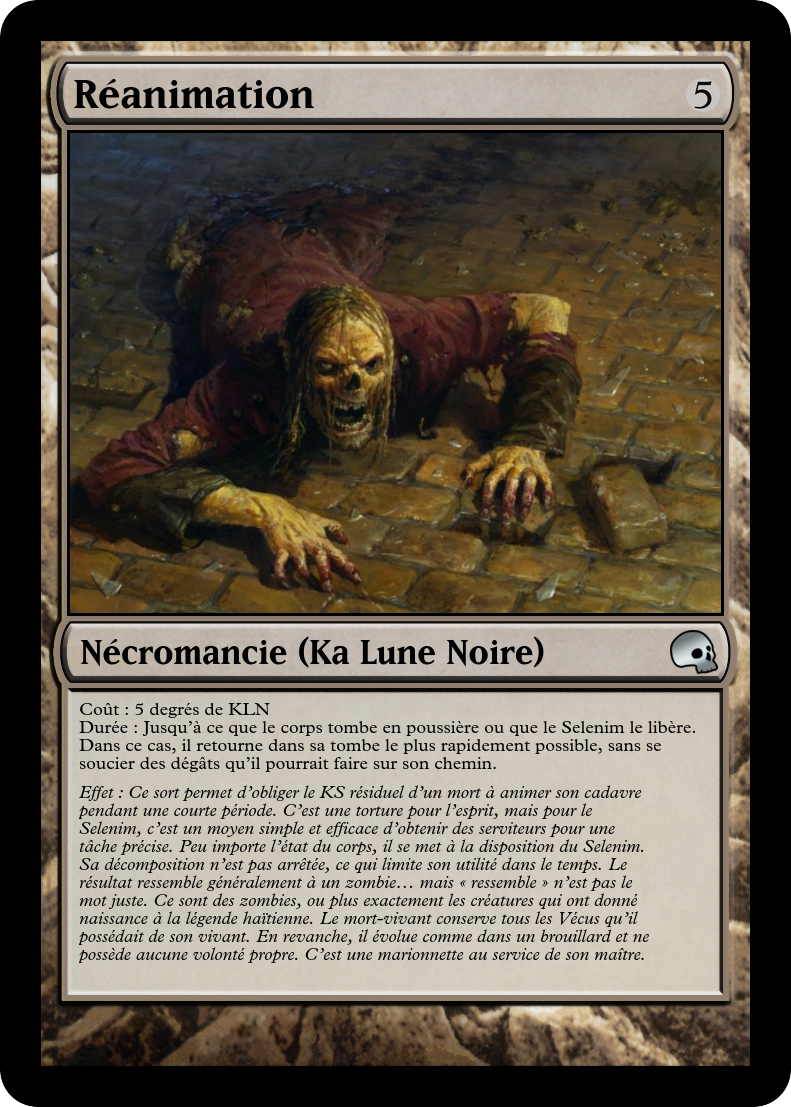 Réanimation 5
Nécromancie (Ka Lune Noire)
Coût : 5 degrés de KLN
Durée : Jusqu'à ce que le corps tombe en poussière ou que le Selenim le libère.
Dans ce cas, il retourne dans sa tombe le plus rapidement possible, sans se
soucier des dégâts qu'il pourrait faire sur son chemin.
Effet : Ce sort permet d'obliger le KS résiduel d'un mort à animer son cadavre
pendant une courte période. C'est une torture pour l'esprit, mais pour le
Selenim, c'est un moyen simple et efficace d'obtenir des serviteurs pour une
tâche précise. Peu importe l'état du corps, il se met à la disposition du Selenim.
Sa décomposition n'est pas arrêtée, ce qui limite son utilité dans le temps. Le
résultat ressemble généralement à un zombie… mais « ressemble » n'est pas le
mot juste. Ce sont des zombies, ou plus exactement les créatures qui ont donné
naissance à la légende haïtienne. Le mort-vivant conserve tous les Vécus qu'il
possédait de son vivant. En revanche, il évolue comme dans un brouillard et ne
possède aucune volonté propre. C'est une marionnette au service de son maître.